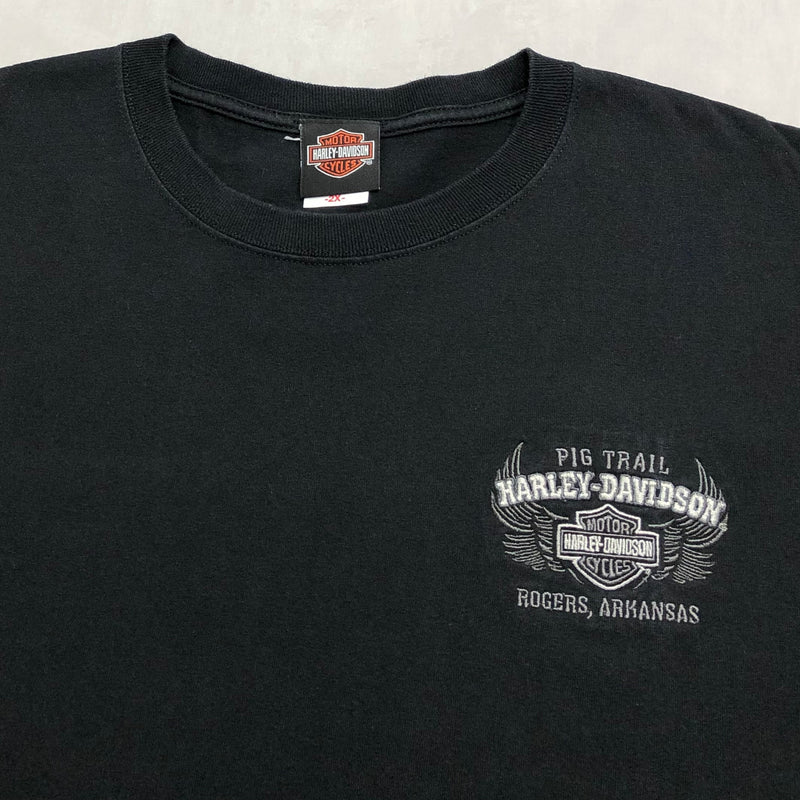 MOTOR
HARLEY-DAVIDSON
CYCLES
-2X-
PIG TRAIL
HARLEY-DAVIDSON
MOTOR
HARLEY-DAVIDSON
CYCLES
ROGERS, ARKANSAS